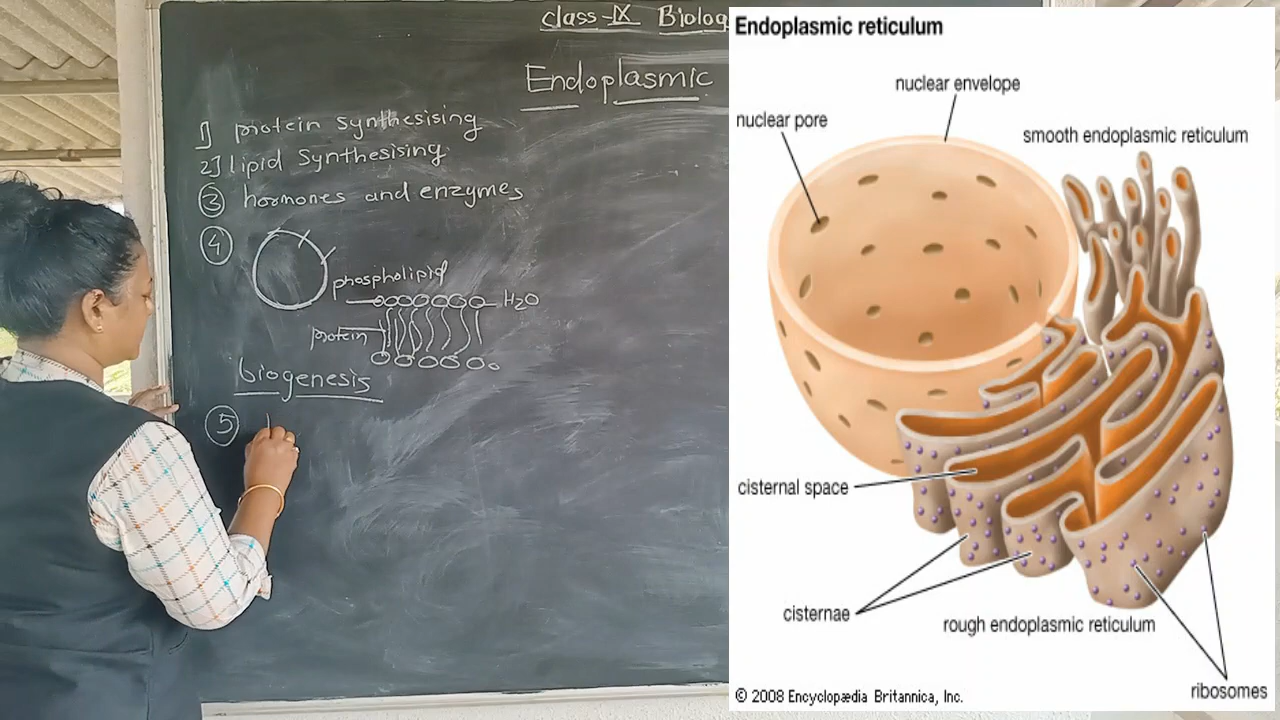 class-IX Biolog
Endoplasmic
1] protein synthesising
2] lipid synthesising
③ hormones and enzymes
④
phospholipid
H2O
protein
biogenesis
⑤
Endoplasmic reticulum
nuclear envelope
nuclear pore
smooth endoplasmic reticulum
cisternal space
cisternae
rough endoplasmic reticulum
ribosomes
© 2008 Encyclopædia Britannica, Inc.